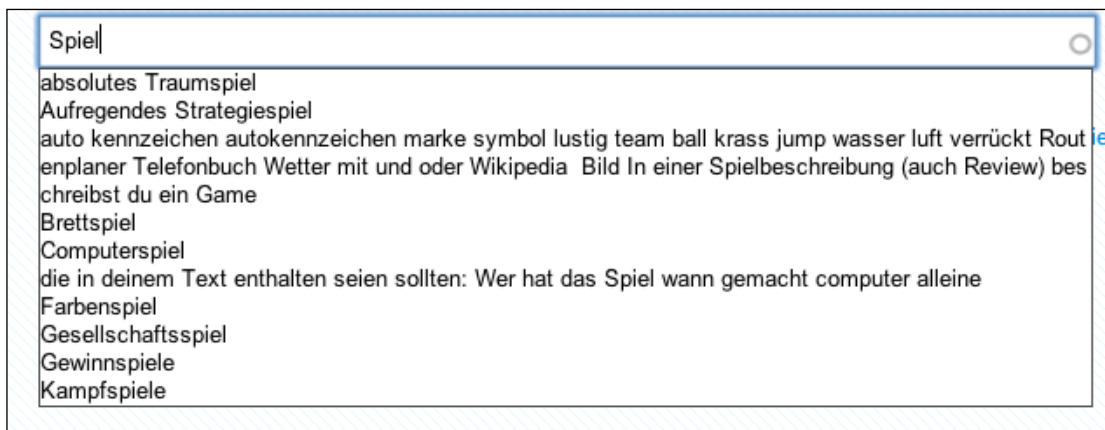 Spiel
absolutes Traumspiel
Aufregendes Strategiespiel
auto kennzeichen autokennzeichen marke symbol lustig team ball krass jump wasser luft verrückt Rout
enplaner Telefonbuch Wetter mit und oder Wikipedia  Bild In einer Spielbeschreibung (auch Review) bes
chreibst du ein Game
Brettspiel
Computerspiel
die in deinem Text enthalten seien sollten: Wer hat das Spiel wann gemacht computer alleine
Farbenspiel
Gesellschaftsspiel
Gewinnspiele
Kampfspiele